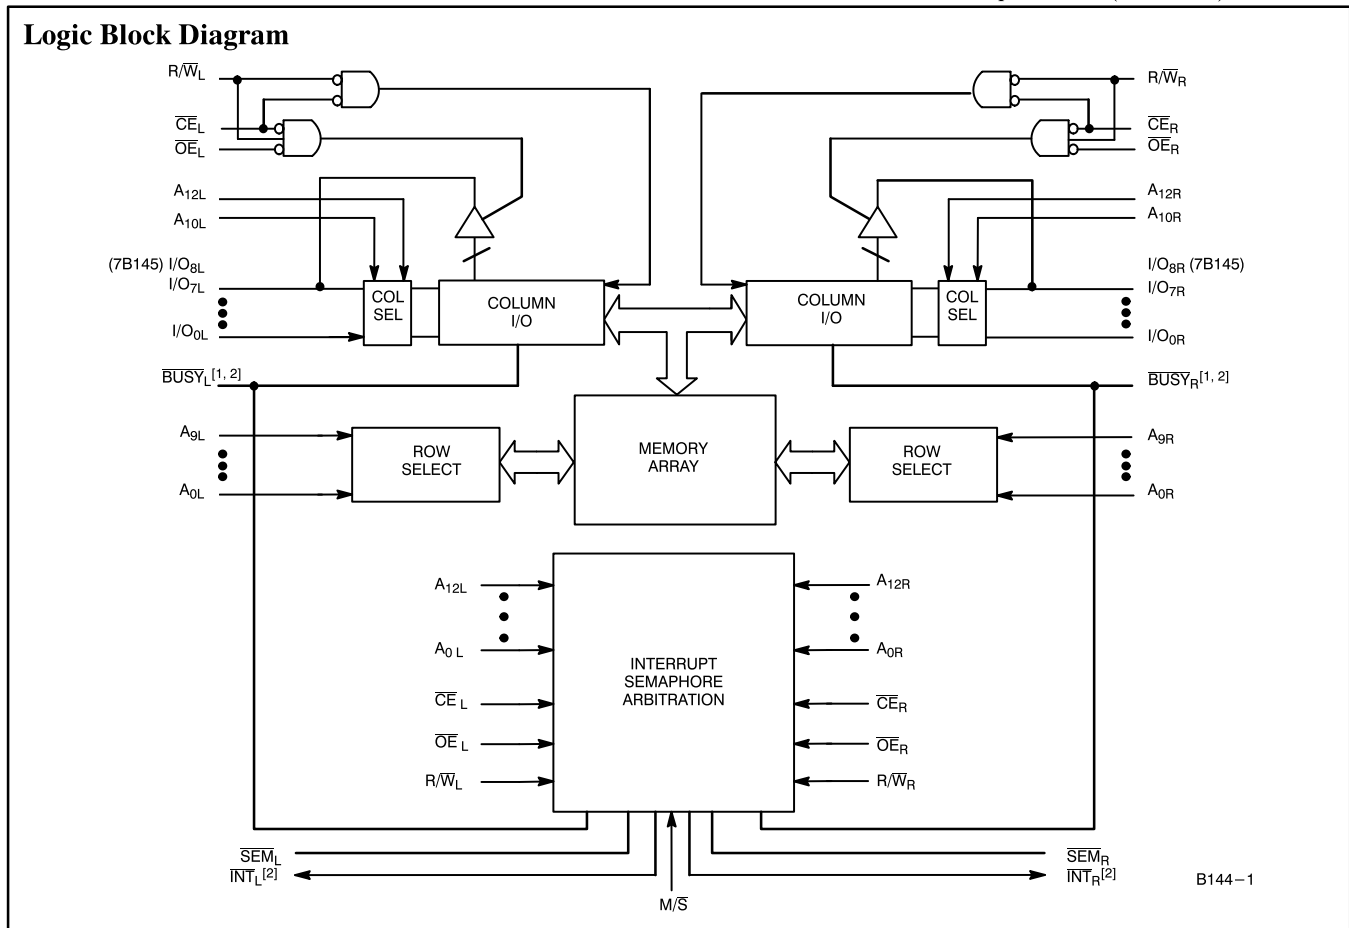 Logic Block Diagram
R/W̅L R/W̅R
C̅E̅L C̅E̅R
O̅E̅L O̅E̅R
A12L A12R
A10L A10R
(7B145) I/O8L I/O8R (7B145)
I/O7L COL SEL COLUMN I/O COLUMN I/O COL SEL I/O7R
I/O0L I/O0R
B̅U̅S̅Y̅L[1, 2] B̅U̅S̅Y̅R[1, 2]
A9L A9R
ROW SELECT MEMORY ARRAY ROW SELECT
A0L A0R
A12L A12R
A0 L A0R
INTERRUPT
SEMAPHORE
ARBITRATION
C̅E̅ L C̅E̅R
O̅E̅ L O̅E̅R
R/W̅L R/W̅R
S̅E̅M̅L S̅E̅M̅R
I̅N̅T̅L[2] I̅N̅T̅R[2]
B144−1
M/S̅